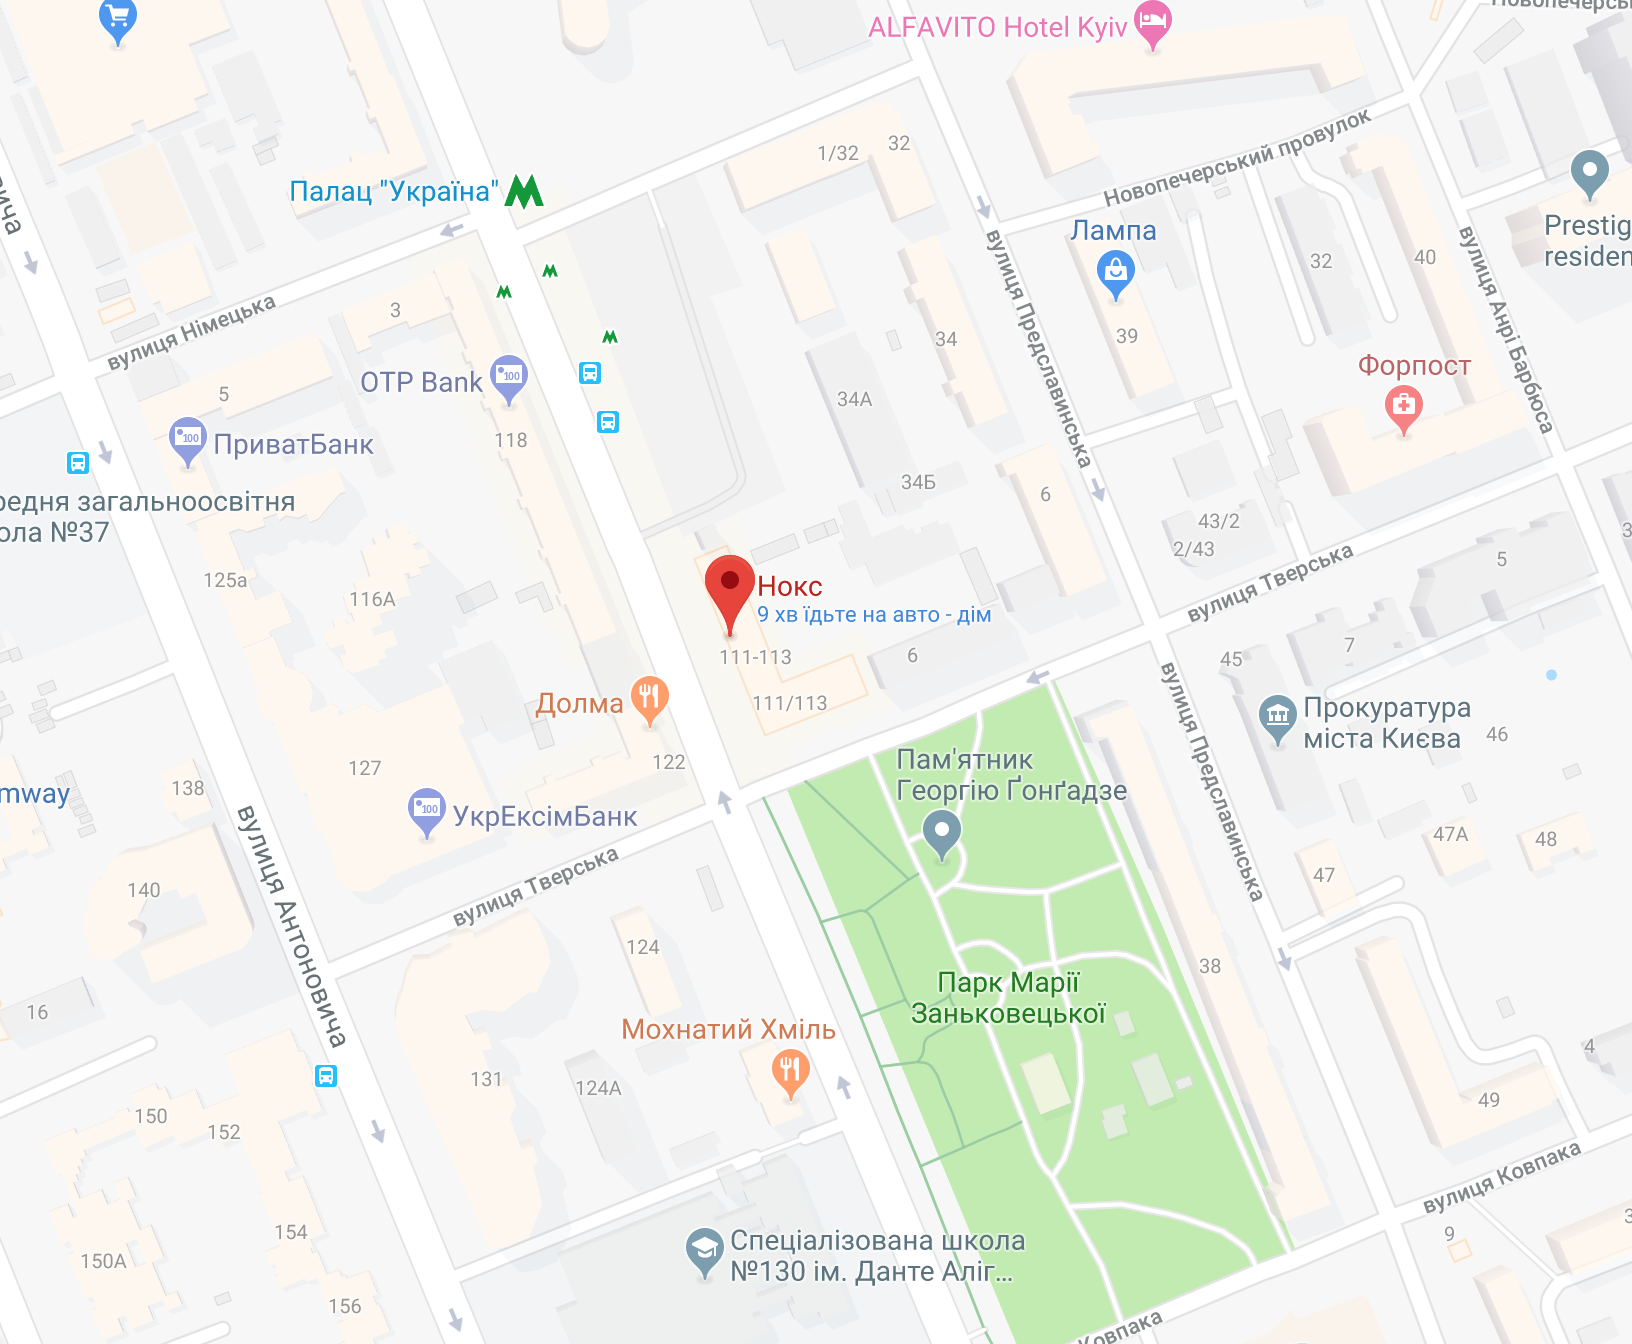 ALFAVITO Hotel Kyiv
32
1/32
Новопечерський провулок
Палац "Україна"
Лампа
Prestig
residen
32
40
вулиця Німецька
3
34
39
вулиця Предславинська
вулиця Анрі Барбюса
5
OTP Bank
100
Форпост
34А
118
100
ПриватБанк
34Б
6
редня загальноосвітня
ола №37
43/2
2/43
5
125а
116А
Нокс
9 хв їдьте на авто - дім
вулиця Тверська
111-113
6
45
7
Долма
111/113
Прокуратура
міста Києва
46
122
127
138
Пам'ятник
Георгію Ґонґадзе
mway
100
УкрЕксімБанк
вулиця Предславинська
47А
48
вулиця Тверська
47
140
вулиця Антоновича
124
38
16
Парк Марії
Заньковецької
Мохнатий Хміль
4
131
124А
49
150
152
вулиця Ковпака
154
9
150А
Спеціалізована школа
№130 ім. Данте Аліг...
156
Ковпака